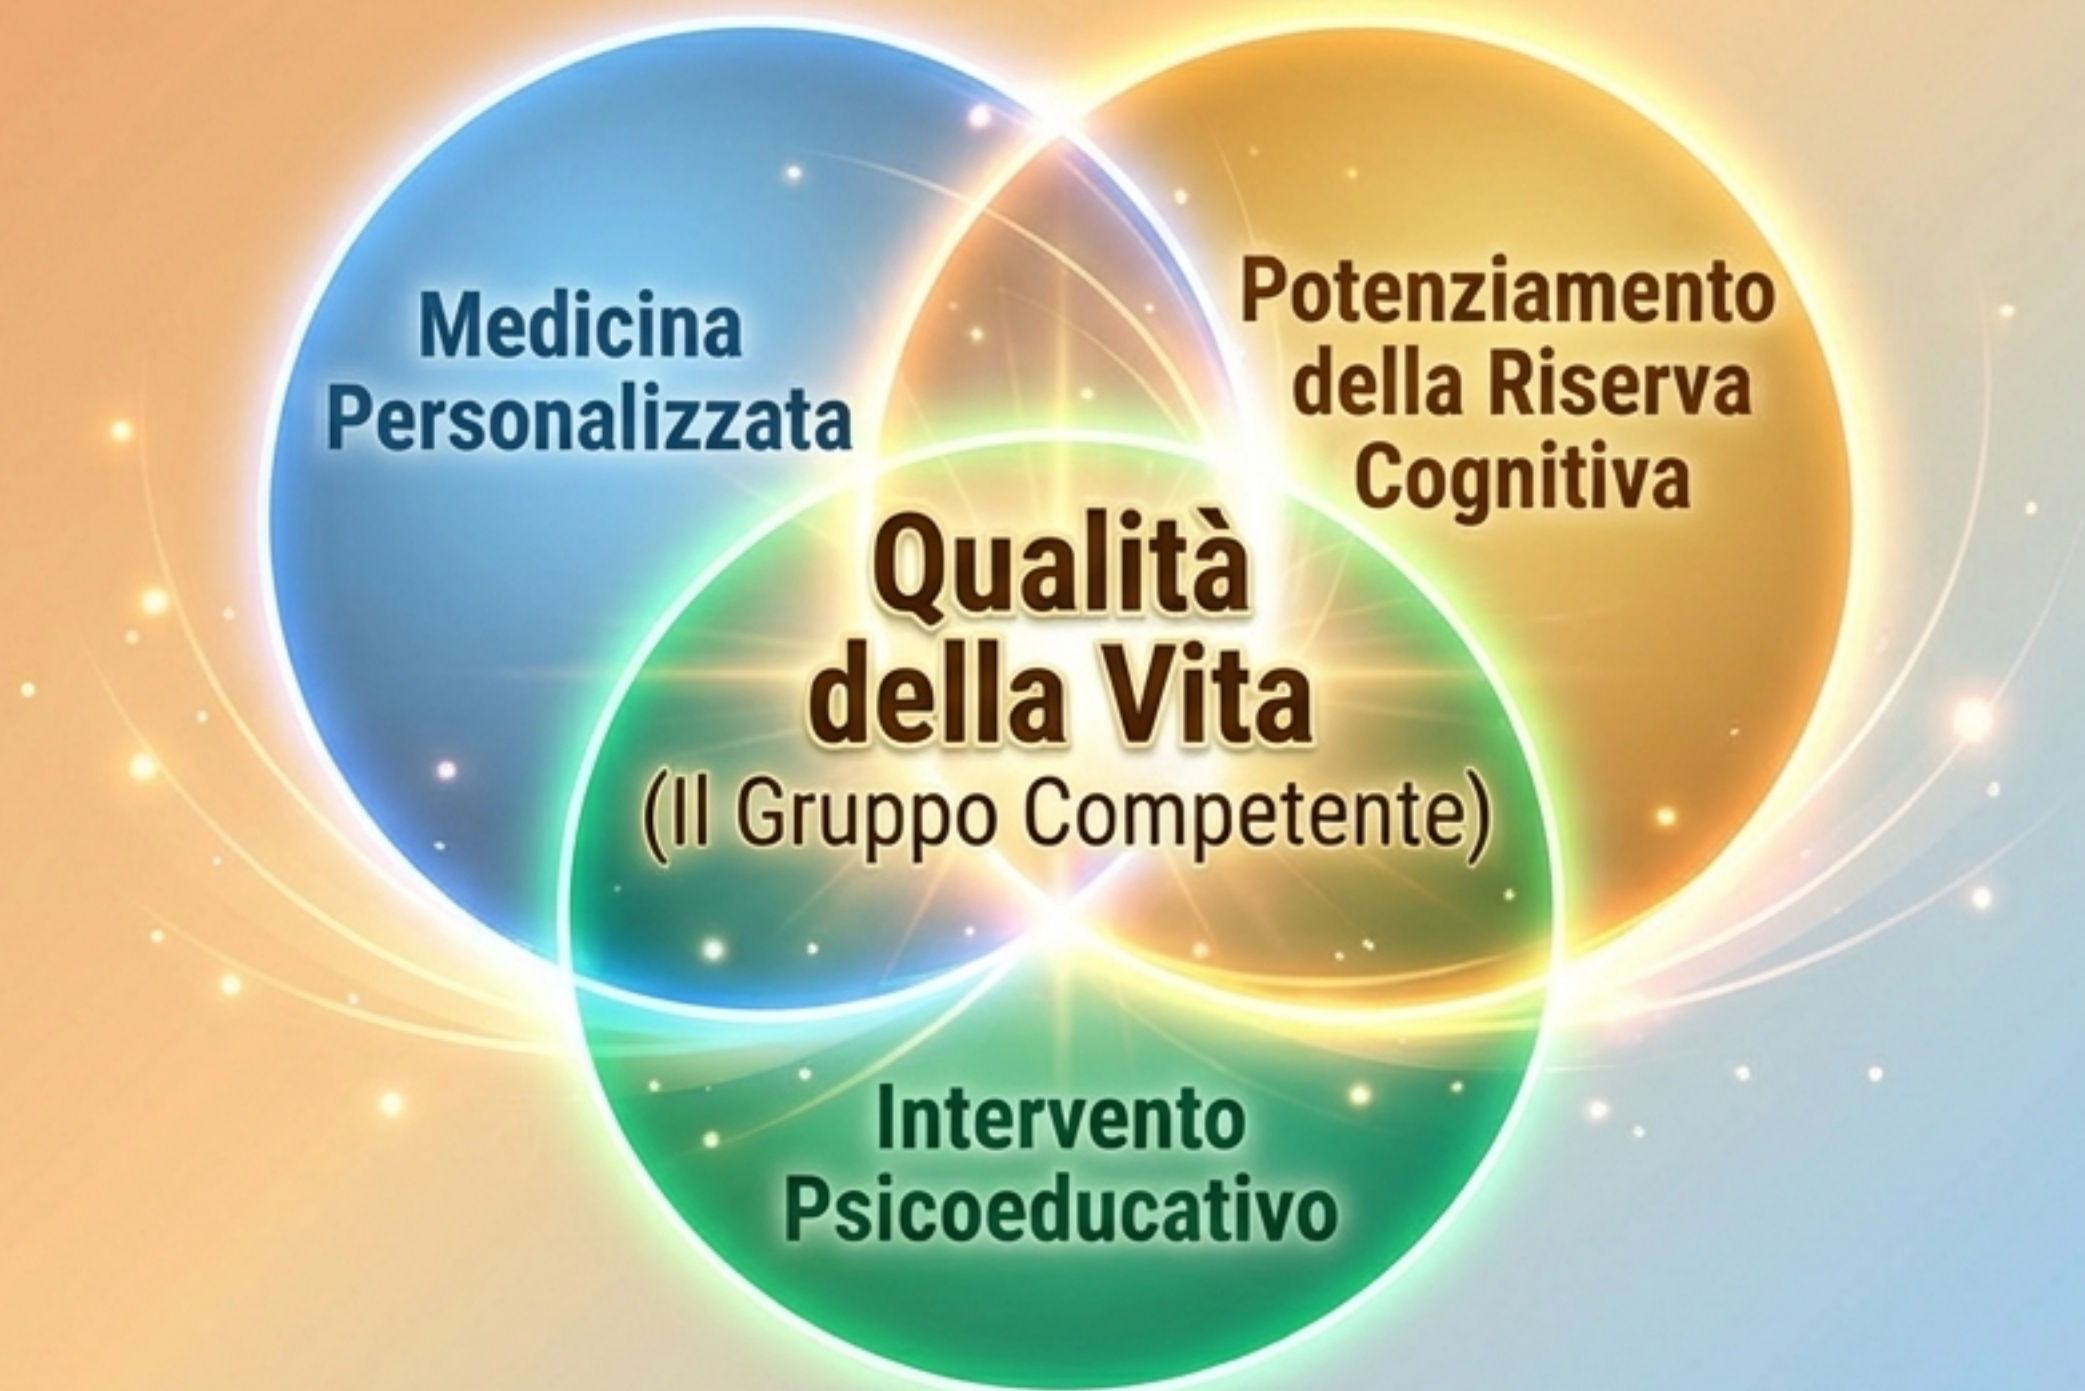 Medicina
Personalizzata
Potenziamento
della Riserva
Cognitiva
Qualità
della Vita
(Il Gruppo Competente)
Intervento
Psicoeducativo